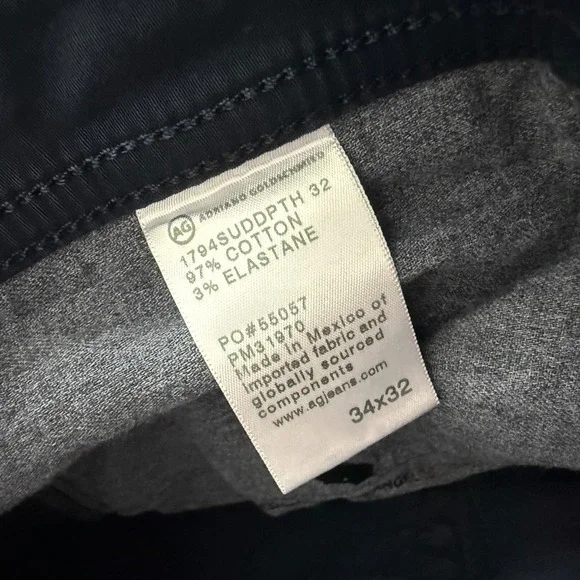 AG ADRIANO GOLDSCHMIED
1794SUDDPTH 32
97% COTTON
3% ELASTANE
PO#55057
PM31970
Made in Mexico of
imported fabric and
globally sourced
components
www.agjeans.com
34x32